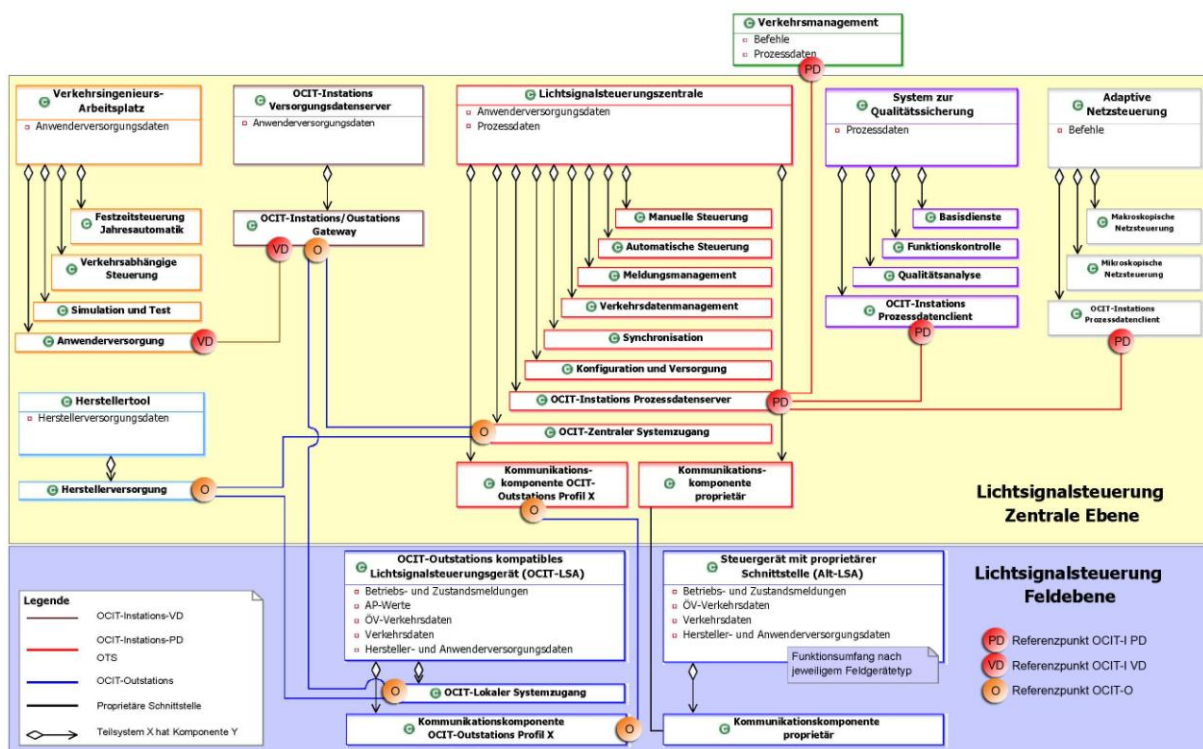 Verkehrsmanagement
Befehle
Prozessdaten
PD
Verkehrsingenieurs-
Arbeitsplatz
Anwenderversorgungsdaten
OCIT-Instations
Versorgungsdatenserver
Anwenderversorgungsdaten
Lichtsignalsteuerungszentrale
Anwenderversorgungsdaten
Prozessdaten
System zur
Qualitätssicherung
Prozessdaten
Adaptive
Netzsteuerung
Befehle
Festzeitsteuerung
Jahresautomatik
Verkehrsabhängige
Steuerung
Simulation und Test
Anwenderversorgung
VD
OCIT-Instations/Oustations
Gateway
VD
O
Manuelle Steuerung
Automatische Steuerung
Meldungsmanagement
Verkehrsdatenmanagement
Synchronisation
Konfiguration und Versorgung
OCIT-Instations Prozessdatenserver
PD
OCIT-Zentraler Systemzugang
O
Basisdienste
Funktionskontrolle
Qualitätsanalyse
OCIT-Instations
Prozessdatenclient
PD
Makroskopische
Netzsteuerung
Mikroskopische
Netzsteuerung
OCIT-Instations
Prozessdatenclient
PD
Herstellertool
Herstellerversorgungsdaten
Herstellerversorgung
O
Kommunikations-
komponente OCIT-
Outstations Profil X
O
Kommunikations-
komponente
proprietär
Lichtsignalsteuerung
Zentrale Ebene
OCIT-Outstations kompatibles
Lichtsignalsteuerungsgerät (OCIT-LSA)
Betriebs- und Zustandsmeldungen
AP-Werte
ÖV-Verkehrsdaten
Verkehrsdaten
Hersteller- und Anwenderversorgungsdaten
O
OCIT-Lokaler Systemzugang
Kommunikationskomponente
OCIT-Outstations Profil X
O
Steuergerät mit proprietärer
Schnittstelle (Alt-LSA)
Betriebs- und Zustandsmeldungen
ÖV-Verkehrsdaten
Verkehrsdaten
Hersteller- und Anwenderversorgungsdaten
Funktionsumfang nach
jeweiligem Feldgerätetyp
Kommunikationskomponente
proprietär
Lichtsignalsteuerung
Feldebene
PD Referenzpunkt OCIT-I PD
VD Referenzpunkt OCIT-I VD
O Referenzpunkt OCIT-O
Legende
OCIT-Instations-VD
OCIT-Instations-PD
OTS
OCIT-Outstations
Proprietäre Schnittstelle
Teilsystem X hat Komponente Y